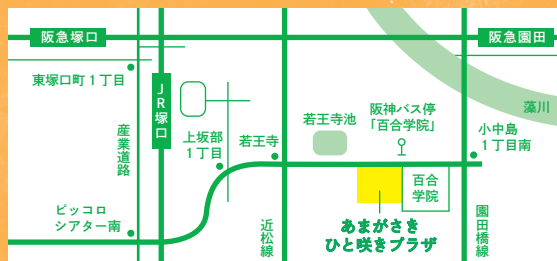 阪急塚口
阪急園田
東塚口町1丁目
JR塚口
産業道路
上坂部
1丁目
若王寺
若王寺池
阪神バス停
「百合学院」
藻川
小中島
1丁目南
百合
学院
ピッコロ
シアター南
近松線
あまがさき
ひと咲きプラザ
園田橋線